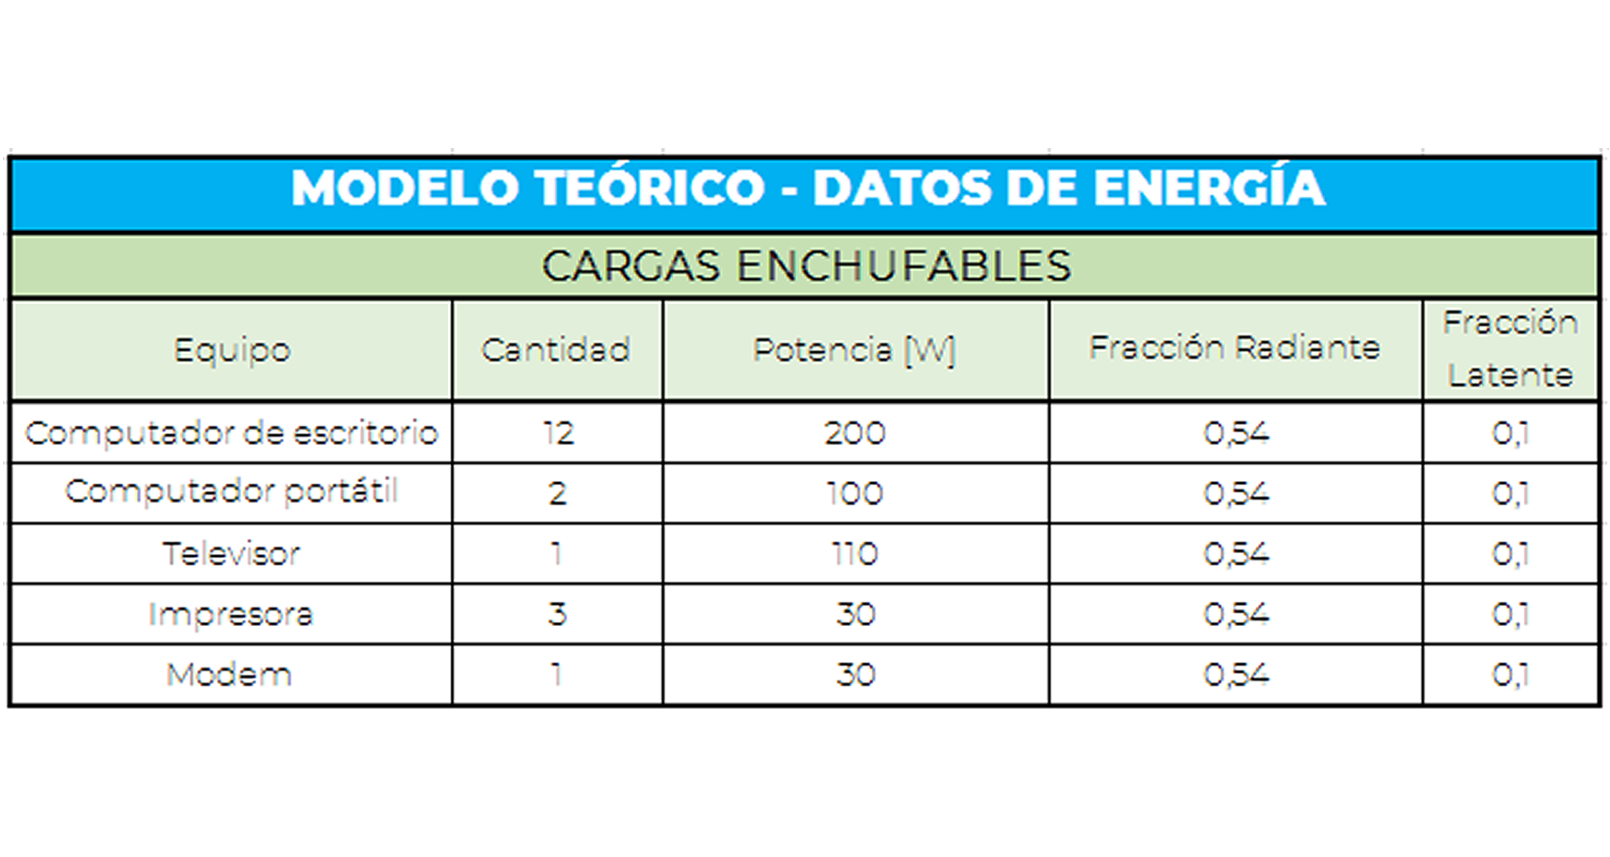 MODELO TEÓRICO - DATOS DE ENERGÍA
CARGAS ENCHUFABLES
Equipo Cantidad Potencia [W] Fracción Radiante Fracción Latente
Computador de escritorio 12 200 0,54 0,1
Computador portátil 2 100 0,54 0,1
Televisor 1 110 0,54 0,1
Impresora 3 30 0,54 0,1
Modem 1 30 0,54 0,1